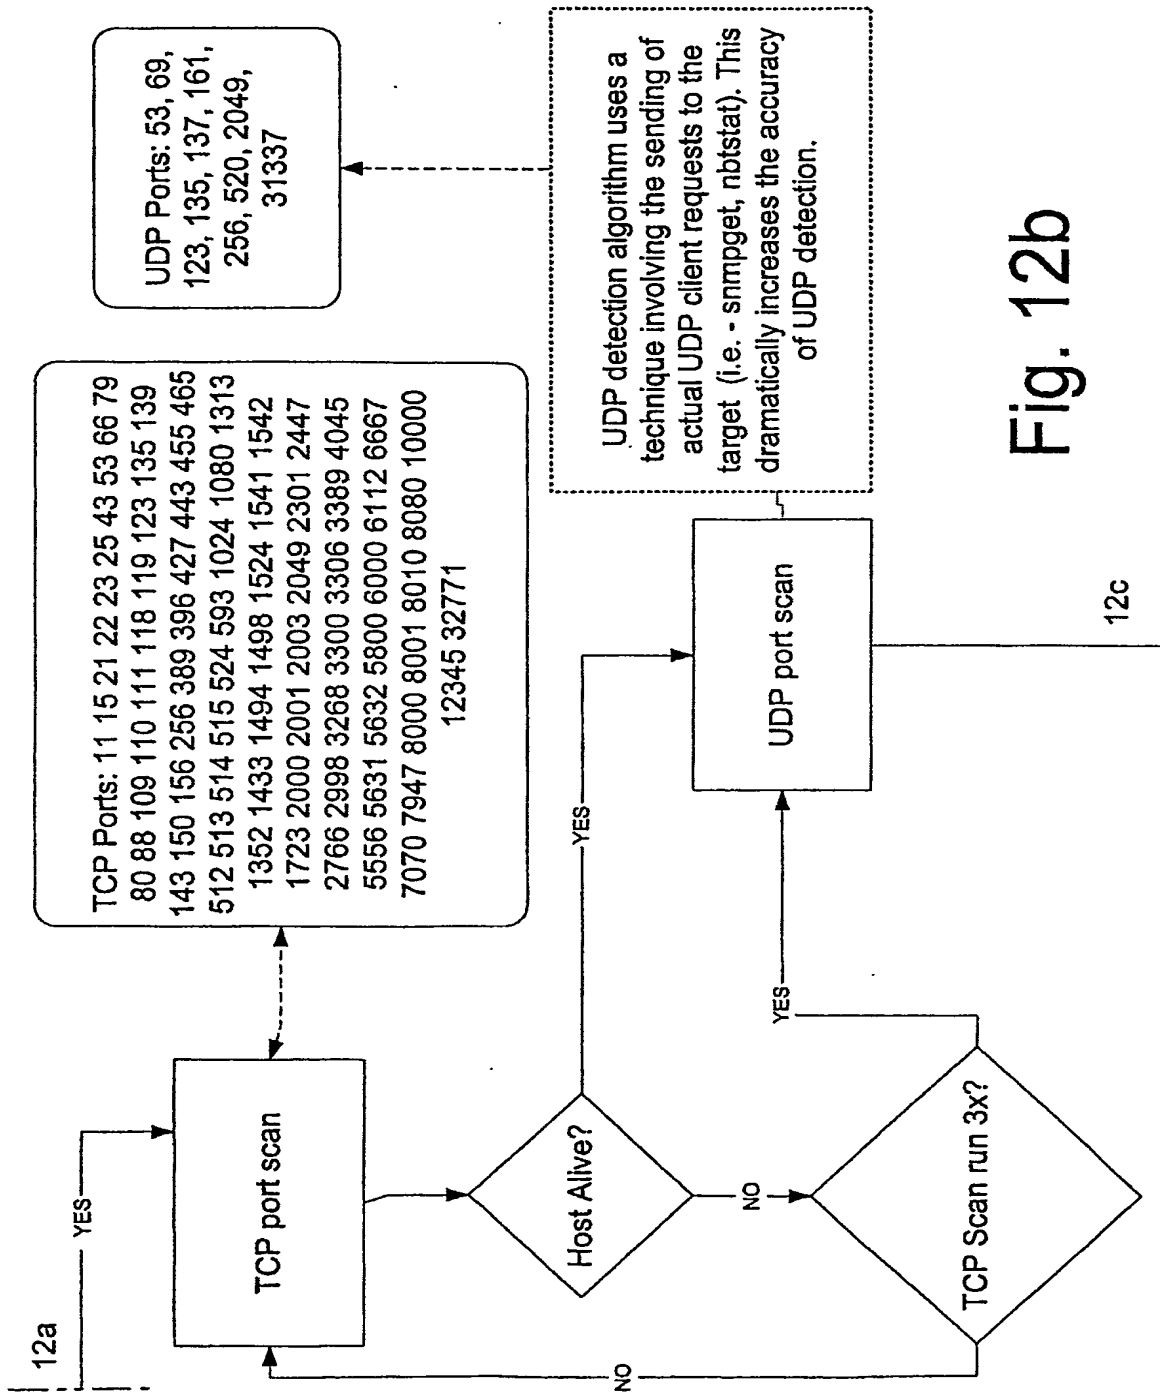 12a
YES
TCP port scan
TCP Ports: 11 15 21 22 23 25 43 53 66 79
80 88 109 110 111 118 119 123 135 139
143 150 156 256 389 396 427 443 455 465
512 513 514 515 524 593 1024 1080 1313
1352 1433 1494 1498 1524 1541 1542
1723 2000 2001 2003 2049 2301 2447
2766 2998 3268 3300 3306 3389 4045
5556 5631 5632 5800 6000 6112 6667
7070 7947 8000 8001 8010 8080 10000
12345 32771
UDP Ports: 53, 69,
123, 135, 137, 161,
256, 520, 2049,
31337
Host Alive?
YES
NO
TCP Scan run 3x?
NO
YES
UDP port scan
UDP detection algorithm uses a
technique involving the sending of
actual UDP client requests to the
target (i.e. - snmpget, nbtstat). This
dramatically increases the accuracy
of UDP detection.
12c
Fig. 12b